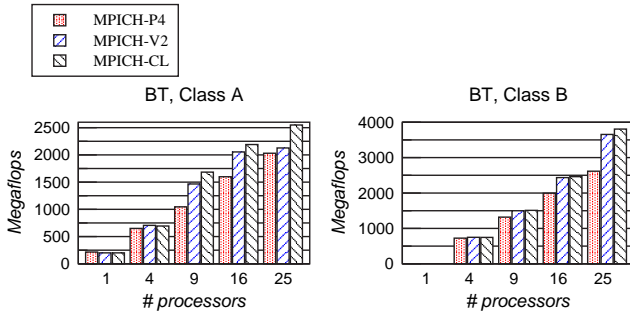 MPICH-P4
MPICH-V2
MPICH-CL
BT, Class A
2500
2000
1500
1000
500
0
Megaflops
1 4 9 16 25
# processors
BT, Class B
4000
3000
2000
1000
0
Megaflops
1 4 9 16 25
# processors